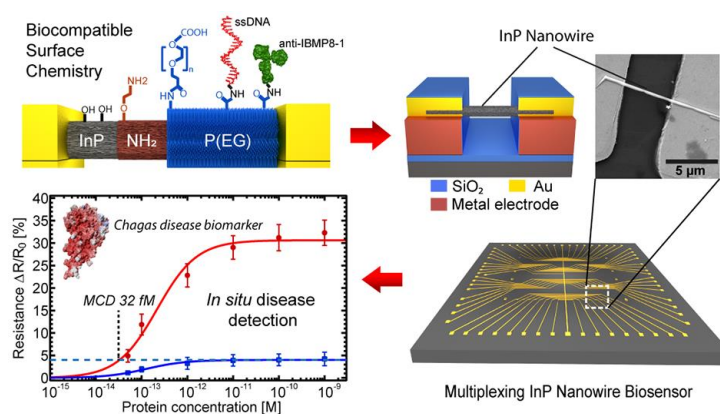 Biocompatible
Surface
Chemistry
COOH
O
O
n
O
O
NH2
O
OH OH
HN
ssDNA
anti-IBMP8-1
O
NH
O
NH
InP
NH₂
P(EG)
InP Nanowire
5 μm
SiO₂
Au
Metal electrode
Resistance ΔR/R₀ [%]
40
35
30
25
20
15
10
5
0
Chagas disease biomarker
MCD 32 fM
In situ disease
detection
10⁻¹⁵ 10⁻¹⁴ 10⁻¹³ 10⁻¹² 10⁻¹¹ 10⁻¹⁰ 10⁻⁹
Protein concentration [M]
Multiplexing InP Nanowire Biosensor